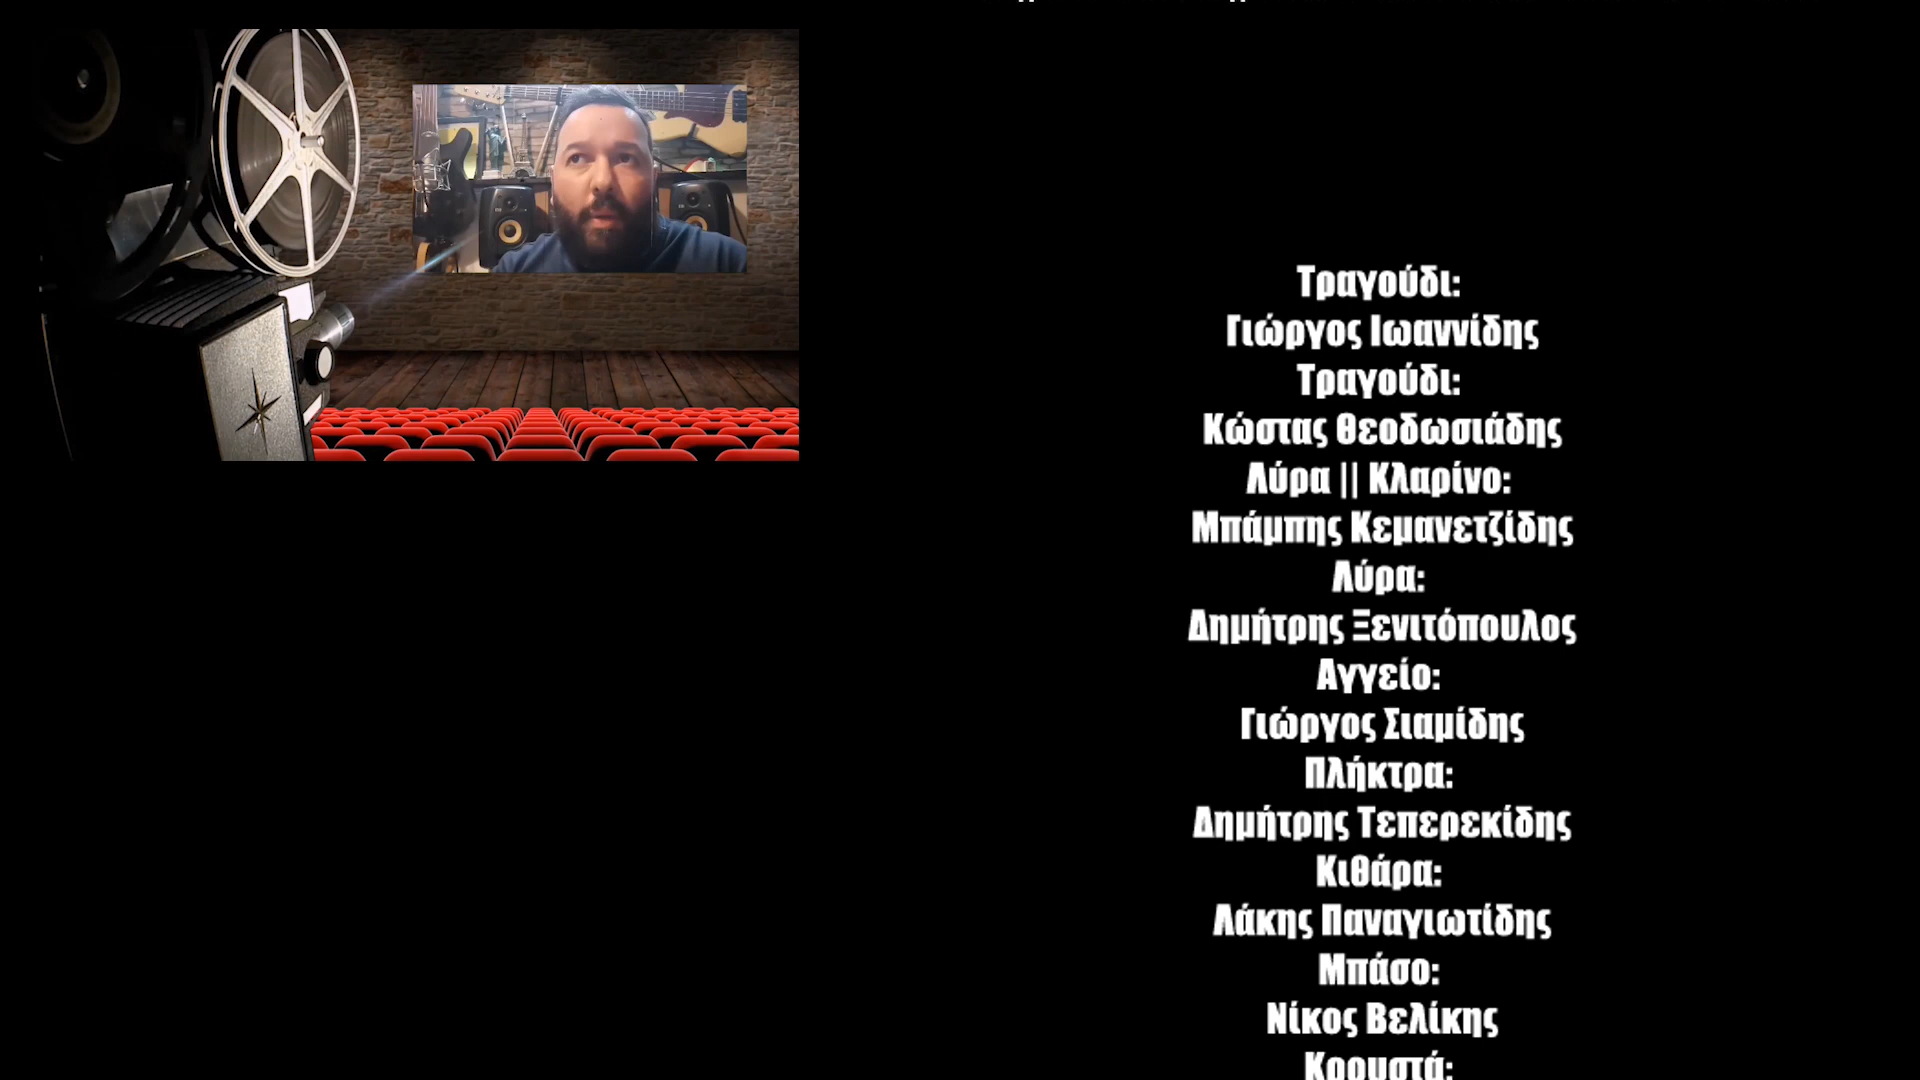 Τραγούδι:
Γιώργος Ιωαννίδης
Τραγούδι:
Κώστας Θεοδωσιάδης
Λύρα || Κλαρίνο:
Μπάμπης Κεμανετζίδης
Λύρα:
Δημήτρης Ξενιτόπουλος
Αγγείο:
Γιώργος Σιαμίδης
Πλήκτρα:
Δημήτρης Τεπερεκίδης
Κιθάρα:
Λάκης Παναγιωτίδης
Μπάσο:
Νίκος Βελίκης
Κρουστά: